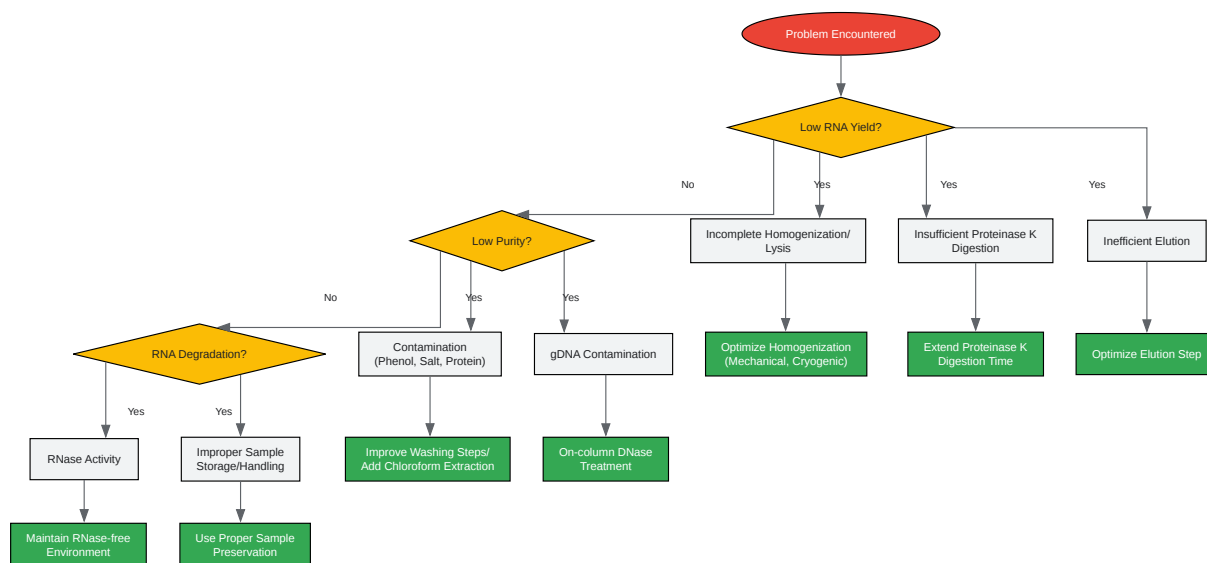 Problem Encountered
Low RNA Yield?
No
Yes
Yes
Yes
Low Purity?
Incomplete Homogenization/
Lysis
Insufficient Proteinase K
Digestion
Inefficient Elution
No
Yes
Yes
RNA Degradation?
Contamination
(Phenol, Salt, Protein)
gDNA Contamination
Optimize Homogenization
(Mechanical, Cryogenic)
Extend Proteinase K
Digestion Time
Optimize Elution Step
Yes
Yes
RNase Activity
Improper Sample
Storage/Handling
Improve Washing Steps/
Add Chloroform Extraction
On-column DNase
Treatment
Maintain RNase-free
Environment
Use Proper Sample
Preservation